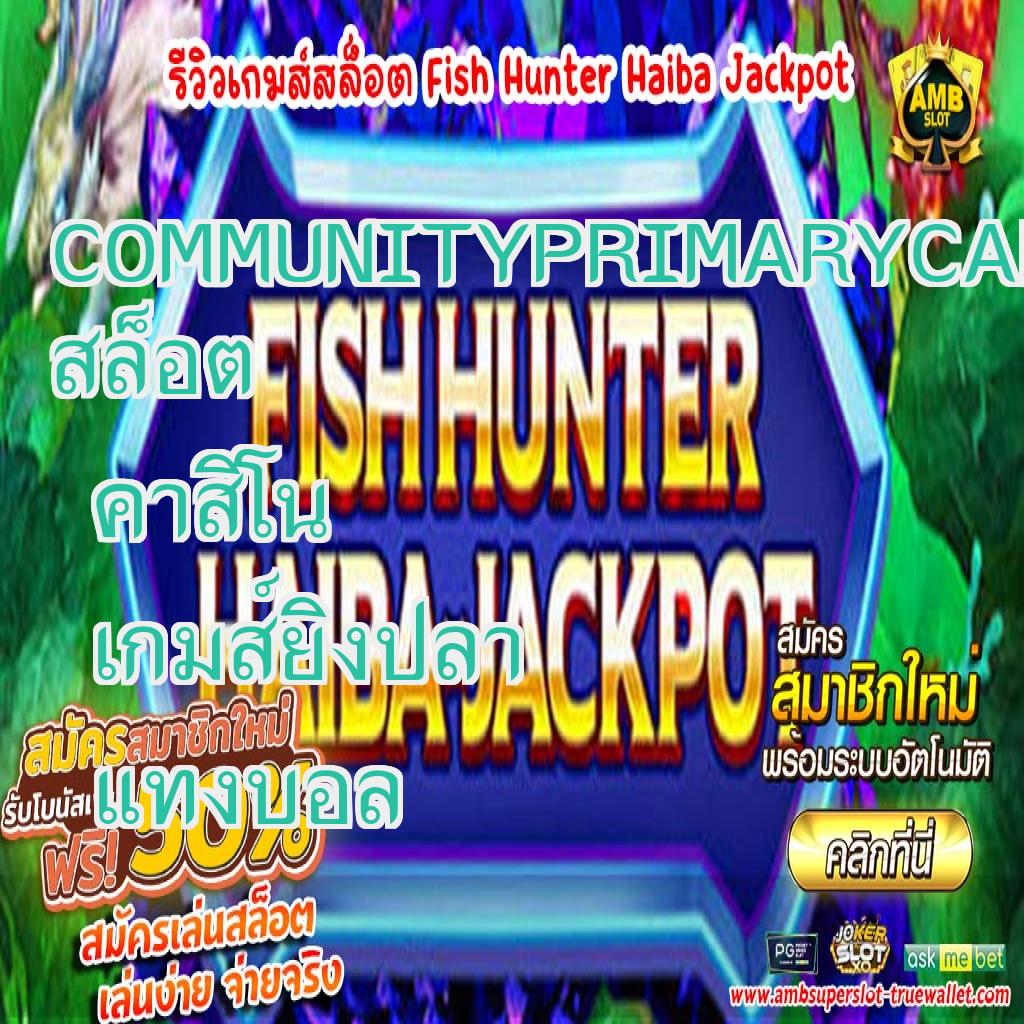 รีวิวเกมส์สล็อต Fish Hunter Haiba Jackpot
AMB
SLOT
COMMUNITYPRIMARYCA
สล็อต
FISH HUNTER
คาสิโน
HAIBA JACKPOT
เกมส์ยิงปลา
แทงบอล
สมัคร
สมาชิกใหม่
พร้อมระบบอัตโนมัติ
คลิกที่นี่
สมัครสมาชิกใหม่
รับโบนัส
ฟรี! 50%
สมัครเล่นสล็อต
เล่นง่าย จ่ายจริง
PG
JOKER
SLOT
XO
ask me bet
www.ambsuperslot-truewallet.com